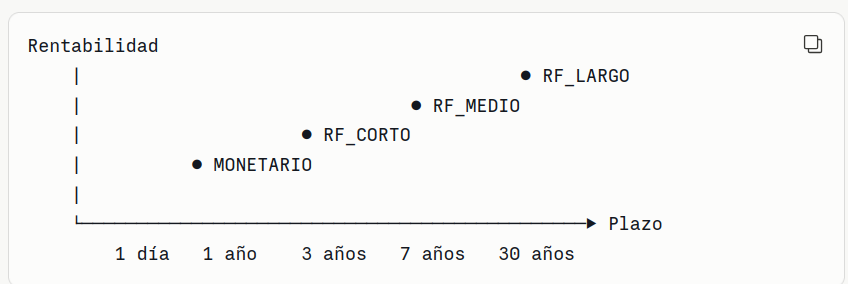 Rentabilidad
RF_LARGO
RF_MEDIO
RF_CORTO
MONETARIO
Plazo
1 día 1 año 3 años 7 años 30 años